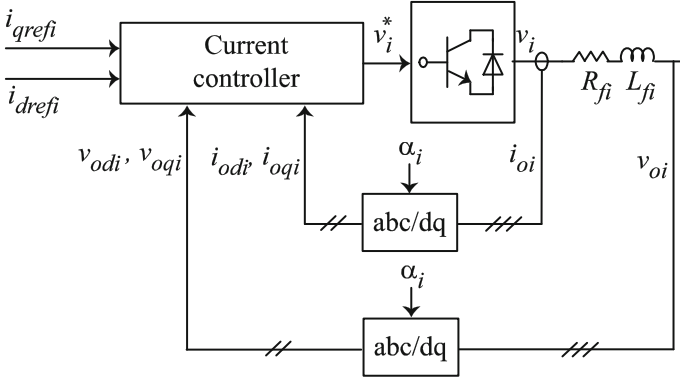 i_qrefi
i_drefi
Current
controller
v_i^*
v_i
R_fi L_fi
v_odi, v_oqi
i_odi, i_oqi
α_i
i_oi
v_oi
abc/dq
α_i
abc/dq